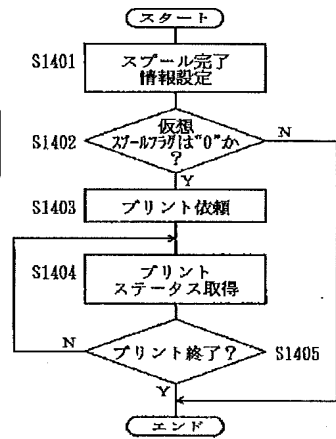 スタート
S1401
スプール完了
情報設定
S1402
仮想
スプールフラグは"0"か
?
N
Y
S1403
プリント依頼
S1404
プリント
ステータス取得
N
プリント終了?
S1405
Y
エンド